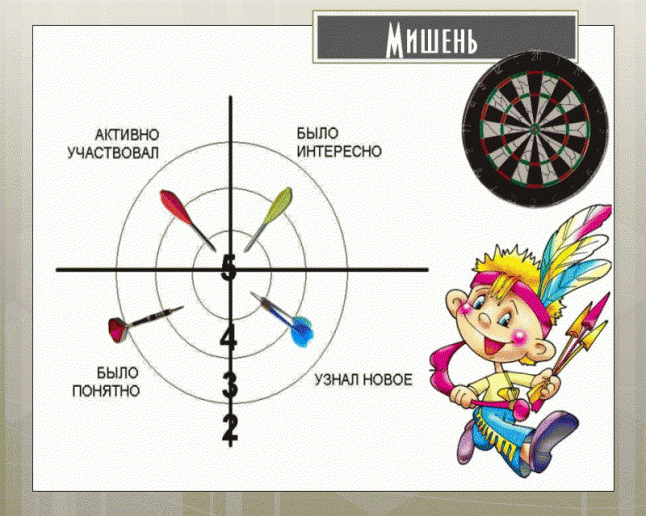 Мишень
АКТИВНО
УЧАСТВОВАЛ
БЫЛО
ИНТЕРЕСНО
5
4
3
2
БЫЛО
ПОНЯТНО
УЗНАЛ НОВОЕ